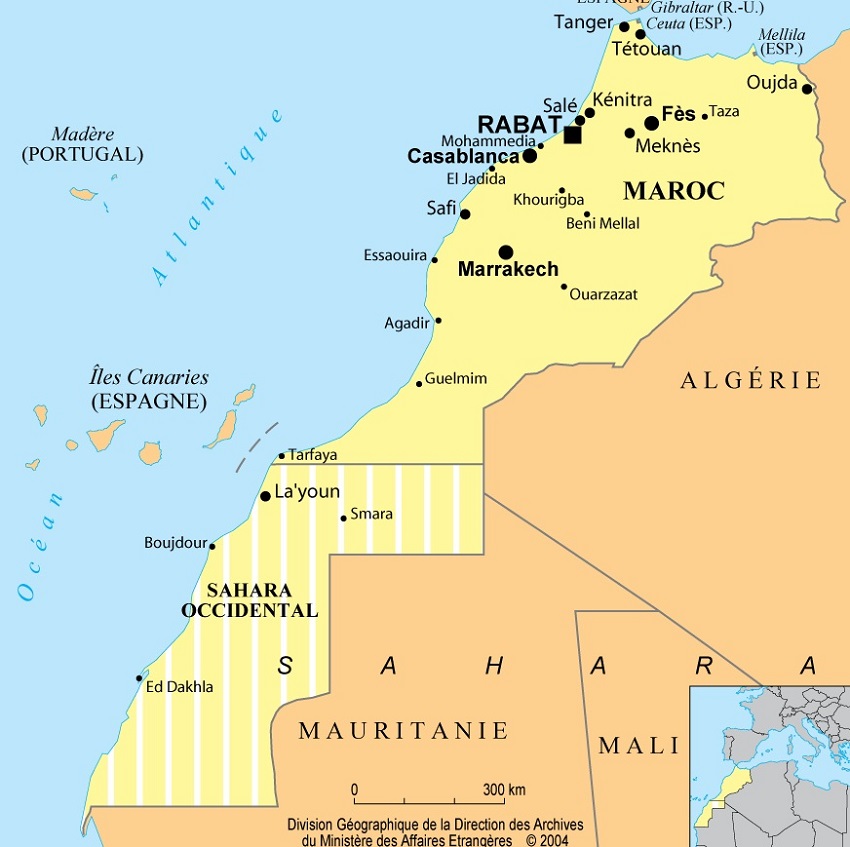 ESPAGNE
Gibraltar (R.-U.)
Ceuta (ESP.)
Tanger
Tétouan
Mellila
(ESP.)
Oujda
Salé
Kénitra
RABAT
Fès
Taza
Mohammedia
Meknès
Casablanca
El Jadida
Khourigba
MAROC
Safi
Beni Mellal
Essaouira
Marrakech
Ouarzazat
Agadir
Guelmim
Madère
(PORTUGAL)
Atlantique
Îles Canaries
(ESPAGNE)
ALGÉRIE
Tarfaya
La'youn
Smara
Océan
Boujdour
SAHARA
OCCIDENTAL
SAHARA
Ed Dakhla
MAURITANIE
MALI
0 300 km
Division Géographique de la Direction des Archives
du Ministère des Affaires Etrangères © 2004